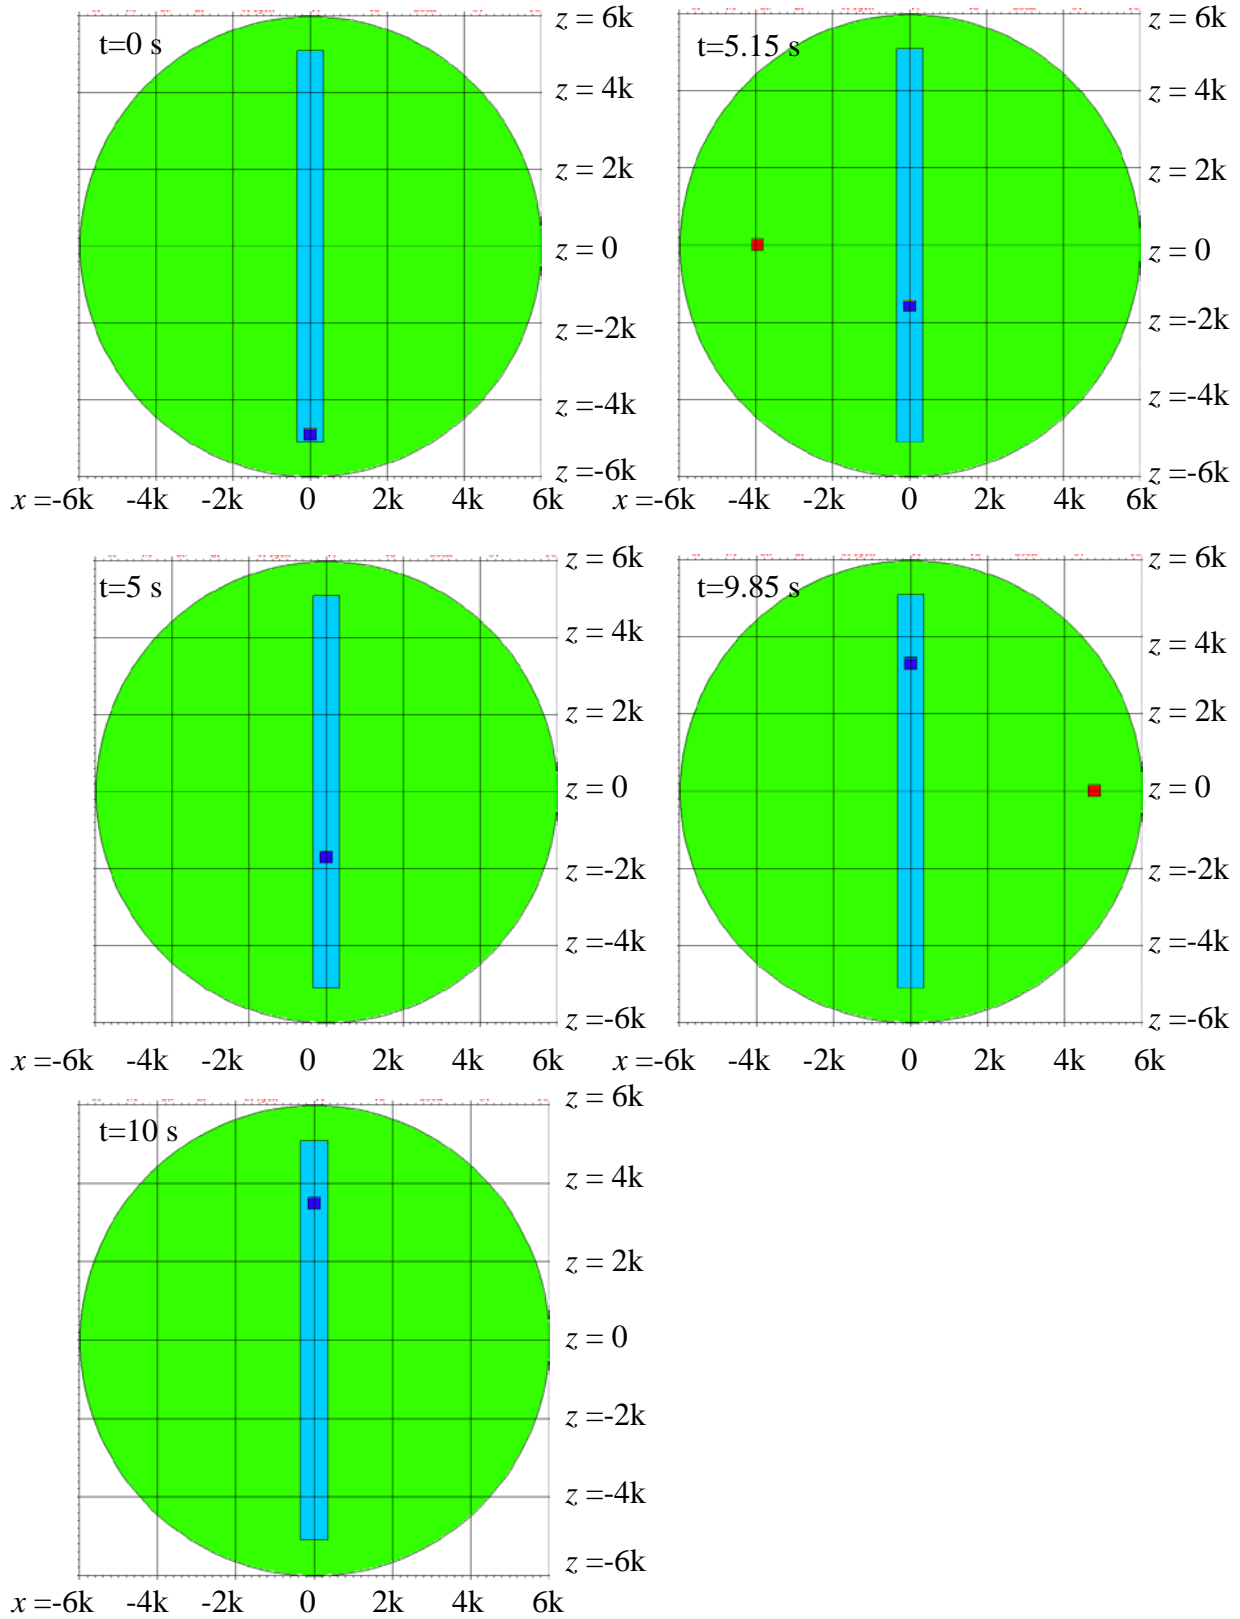 t=0 s
z = 6k
z = 4k
z = 2k
z = 0
z =-2k
z =-4k
z =-6k
x =-6k -4k -2k 0 2k 4k 6k
t=5.15 s
z = 6k
z = 4k
z = 2k
z = 0
z =-2k
z =-4k
z =-6k
x =-6k -4k -2k 0 2k 4k 6k
t=5 s
z = 6k
z = 4k
z = 2k
z = 0
z =-2k
z =-4k
z =-6k
x =-6k -4k -2k 0 2k 4k 6k
t=9.85 s
z = 6k
z = 4k
z = 2k
z = 0
z =-2k
z =-4k
z =-6k
x =-6k -4k -2k 0 2k 4k 6k
t=10 s
z = 6k
z = 4k
z = 2k
z = 0
z =-2k
z =-4k
z =-6k
x =-6k -4k -2k 0 2k 4k 6k